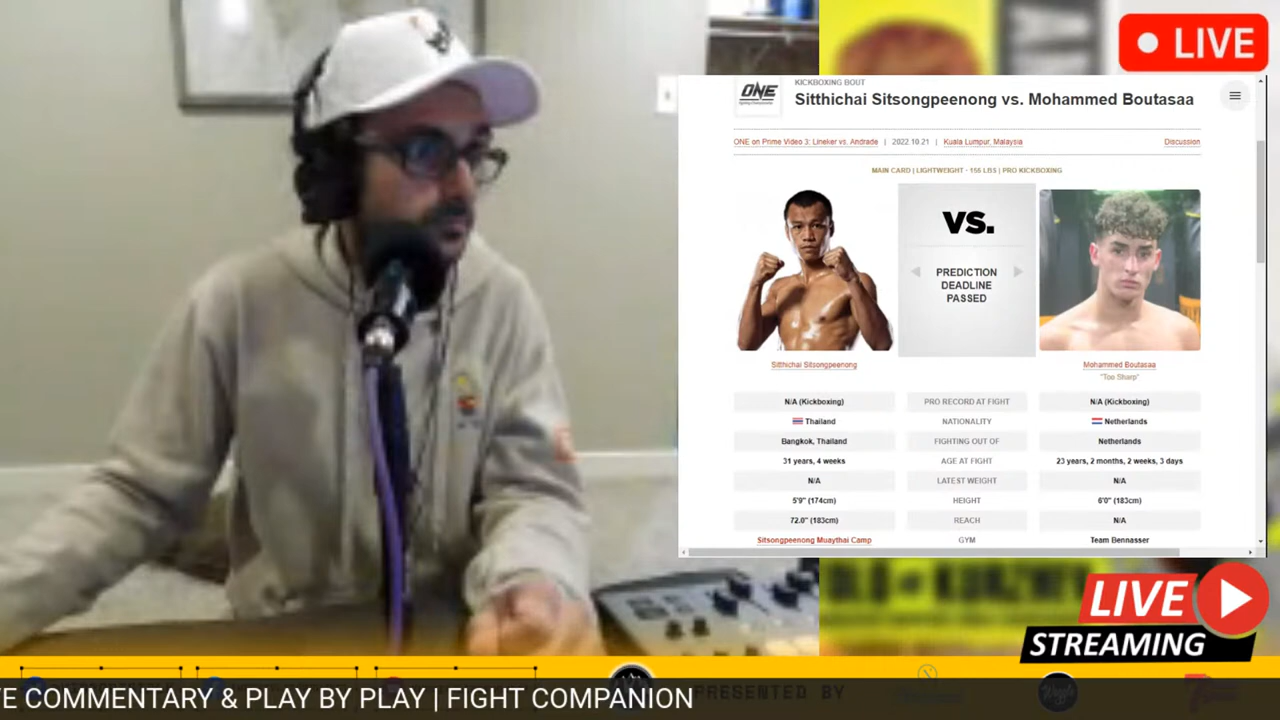 LIVE
ONE
KICKBOXING BOUT
Sitthichai Sitsongpeenong vs. Mohammed Boutasaa
ONE on Prime Video 3: Lineker vs. Andrade | 2022.10.21 | Kuala Lumpur, Malaysia
Discussion
MAIN CARD | LIGHTWEIGHT - 155 LBS | PRO KICKBOXING
VS.
PREDICTION
DEADLINE
PASSED
Sitthichai Sitsongpeenong
Mohammed Boutasaa
"Too Sharp"
N/A (Kickboxing) PRO RECORD AT FIGHT N/A (Kickboxing)
Thailand NATIONALITY Netherlands
Bangkok, Thailand FIGHTING OUT OF Netherlands
31 years, 4 weeks AGE AT FIGHT 23 years, 2 months, 2 weeks, 3 days
N/A LATEST WEIGHT N/A
5'9" (174cm) HEIGHT 6'0" (183cm)
72.0" (183cm) REACH N/A
Sitsongpeenong Muaythai Camp GYM Team Bennasser
LIVE
STREAMING
PRESENTED BY
E COMMENTARY & PLAY BY PLAY | FIGHT COMPANION